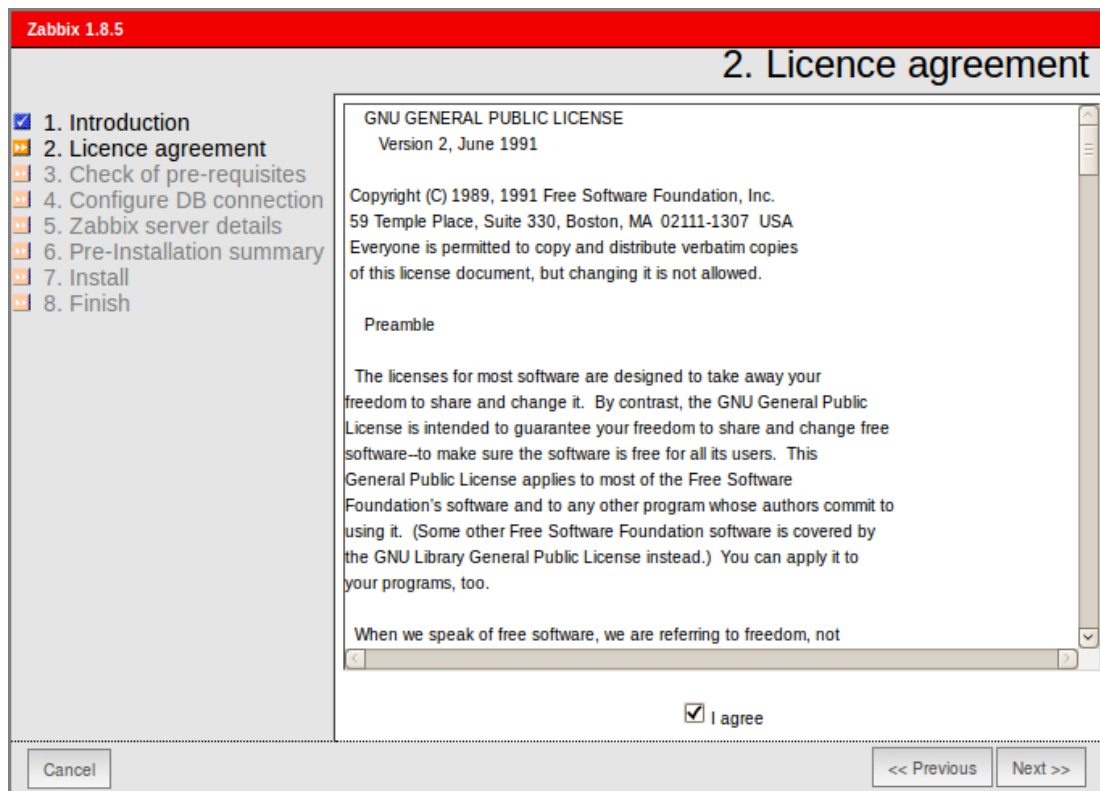 Zabbix 1.8.5
2. Licence agreement
1. Introduction
2. Licence agreement
3. Check of pre-requisites
4. Configure DB connection
5. Zabbix server details
6. Pre-Installation summary
7. Install
8. Finish
GNU GENERAL PUBLIC LICENSE
Version 2, June 1991
Copyright (C) 1989, 1991 Free Software Foundation, Inc.
59 Temple Place, Suite 330, Boston, MA  02111-1307  USA
Everyone is permitted to copy and distribute verbatim copies
of this license document, but changing it is not allowed.
Preamble
The licenses for most software are designed to take away your
freedom to share and change it.  By contrast, the GNU General Public
License is intended to guarantee your freedom to share and change free
software--to make sure the software is free for all its users.  This
General Public License applies to most of the Free Software
Foundation's software and to any other program whose authors commit to
using it.  (Some other Free Software Foundation software is covered by
the GNU Library General Public License instead.)  You can apply it to
your programs, too.
When we speak of free software, we are referring to freedom, not
I agree
Cancel
<< Previous
Next >>